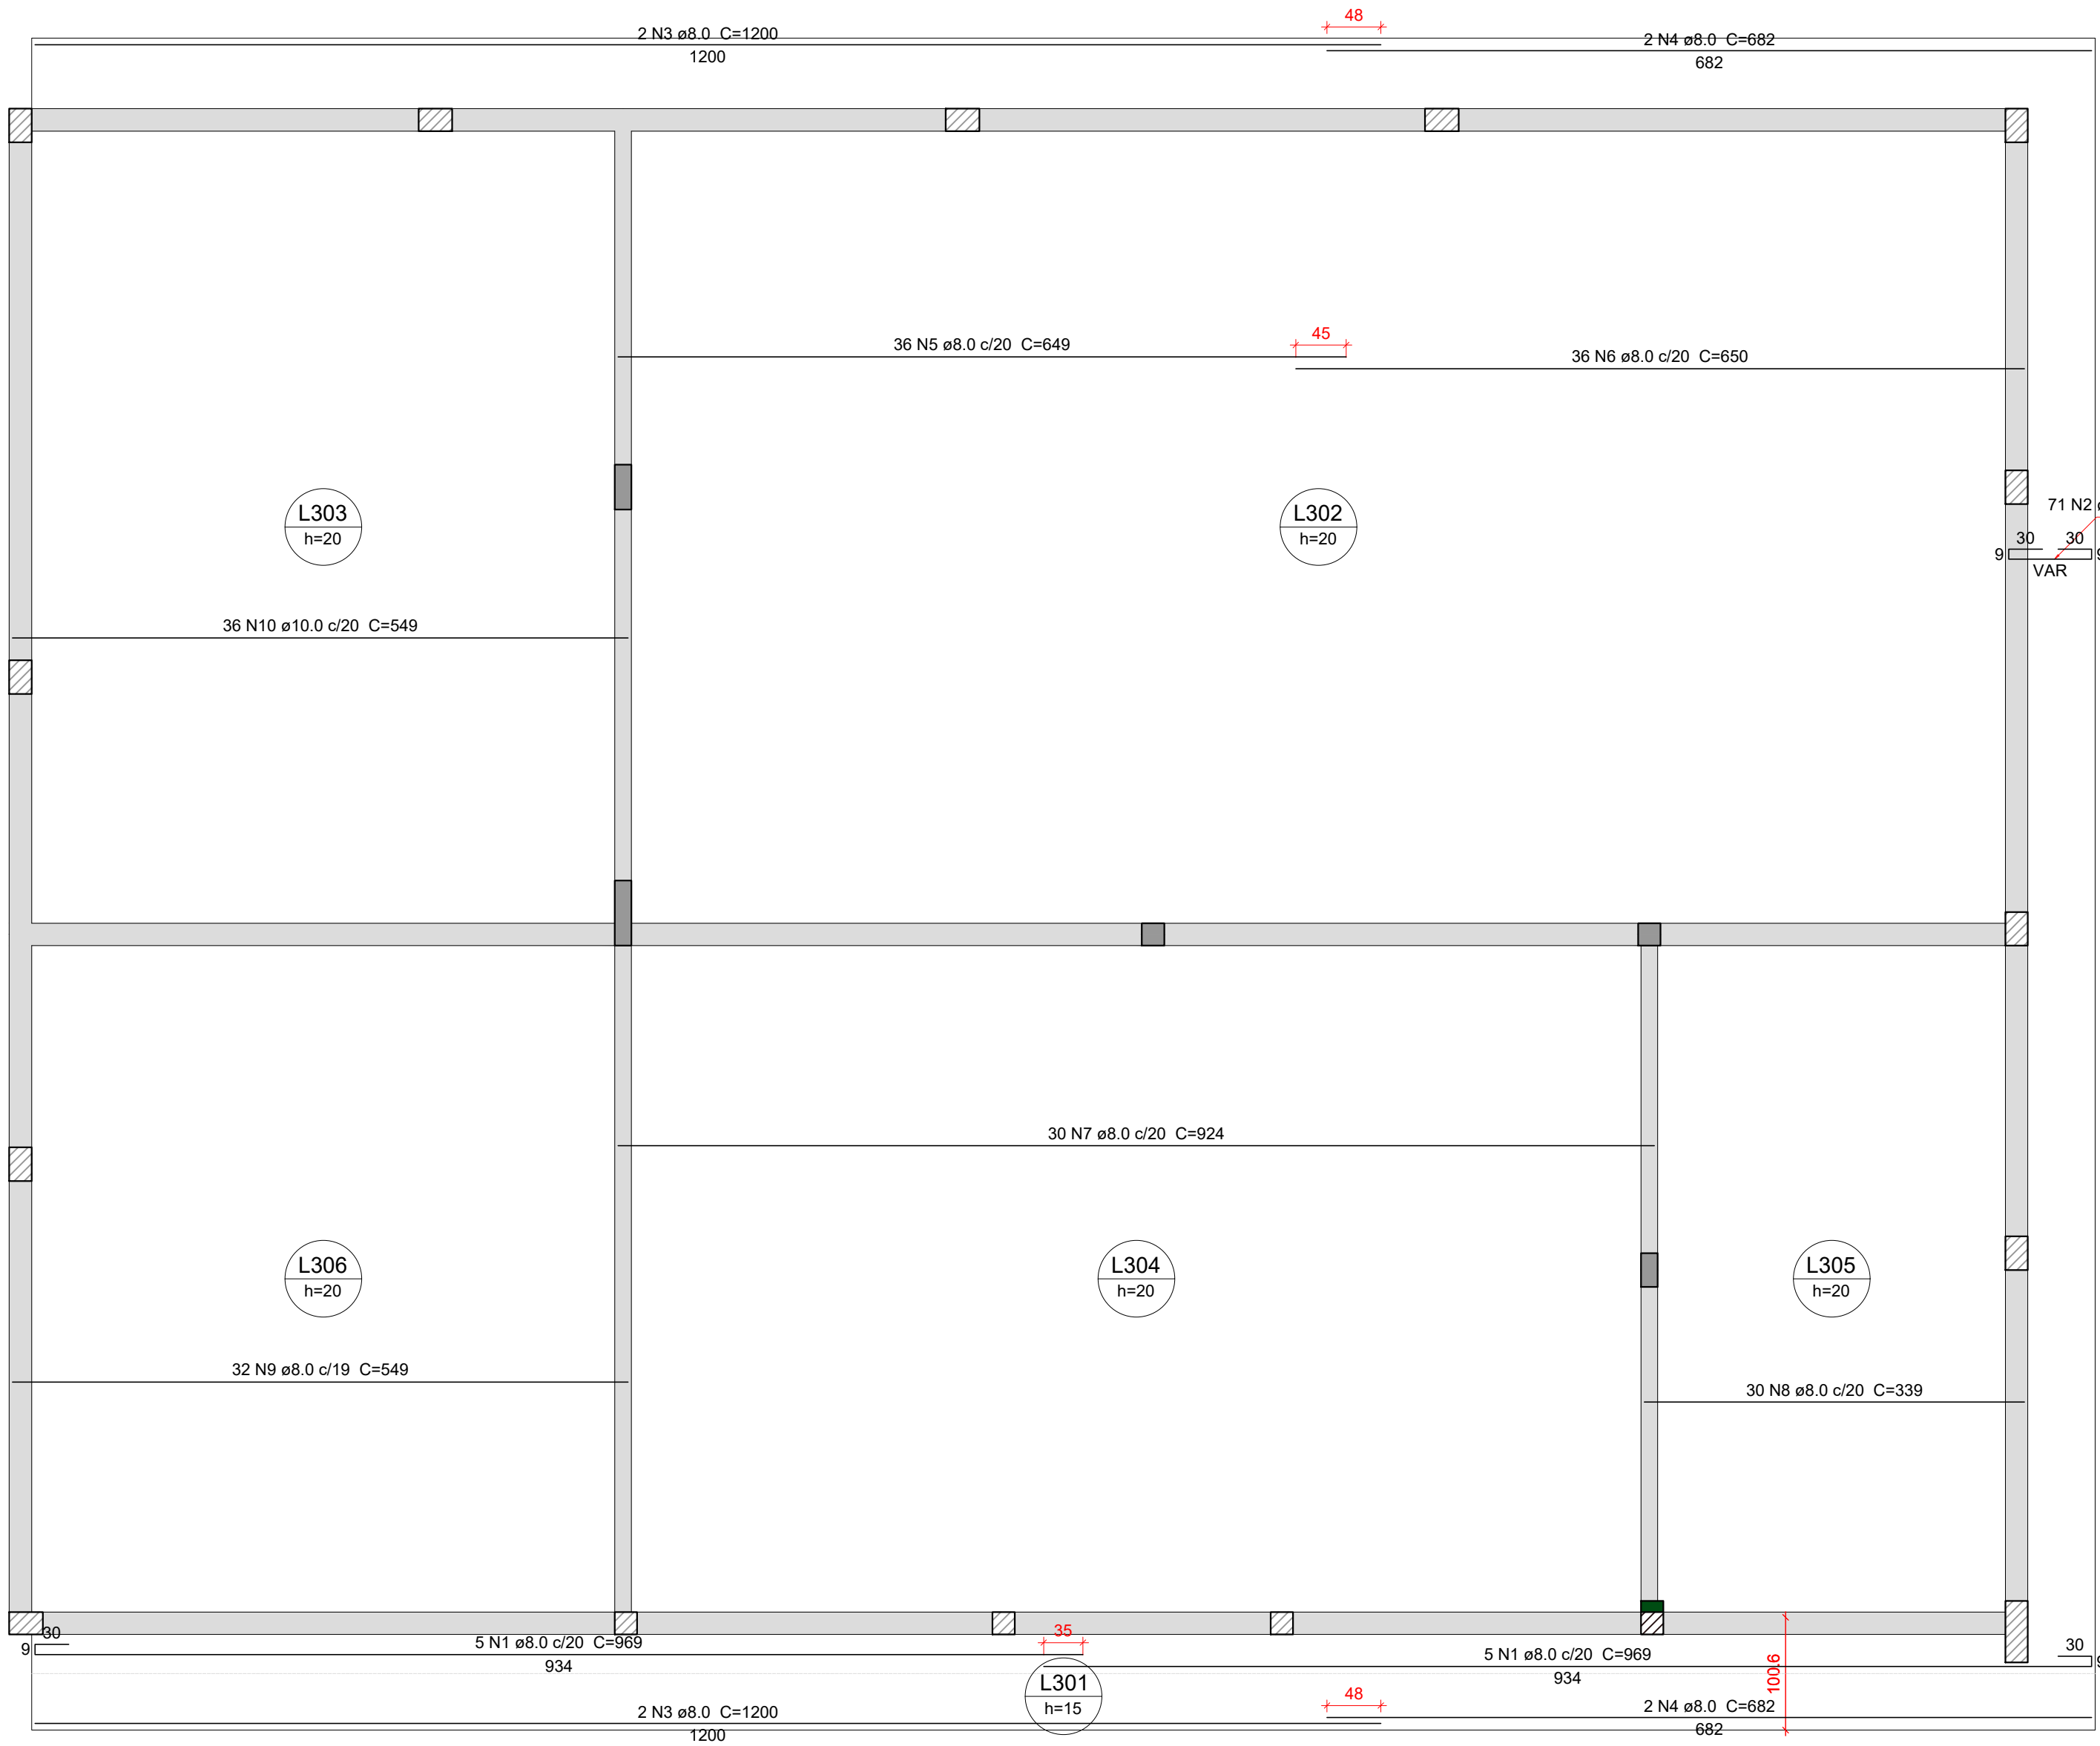 48
2 N3 ø8.0 C=1200
1200
2 N4 ø8.0 C=682
682
45
36 N5 ø8.0 c/20 C=649
36 N6 ø8.0 c/20 C=650
L303
h=20
L302
h=20
71 N2
30 30
9
VAR
36 N10 ø10.0 c/20 C=549
30 N7 ø8.0 c/20 C=924
L306
h=20
L304
h=20
L305
h=20
32 N9 ø8.0 c/19 C=549
30 N8 ø8.0 c/20 C=339
30
9
5 N1 ø8.0 c/20 C=969
934
35
5 N1 ø8.0 c/20 C=969
934
30
100.6
L301
h=15
48
2 N3 ø8.0 C=1200
1200
2 N4 ø8.0 C=682
682